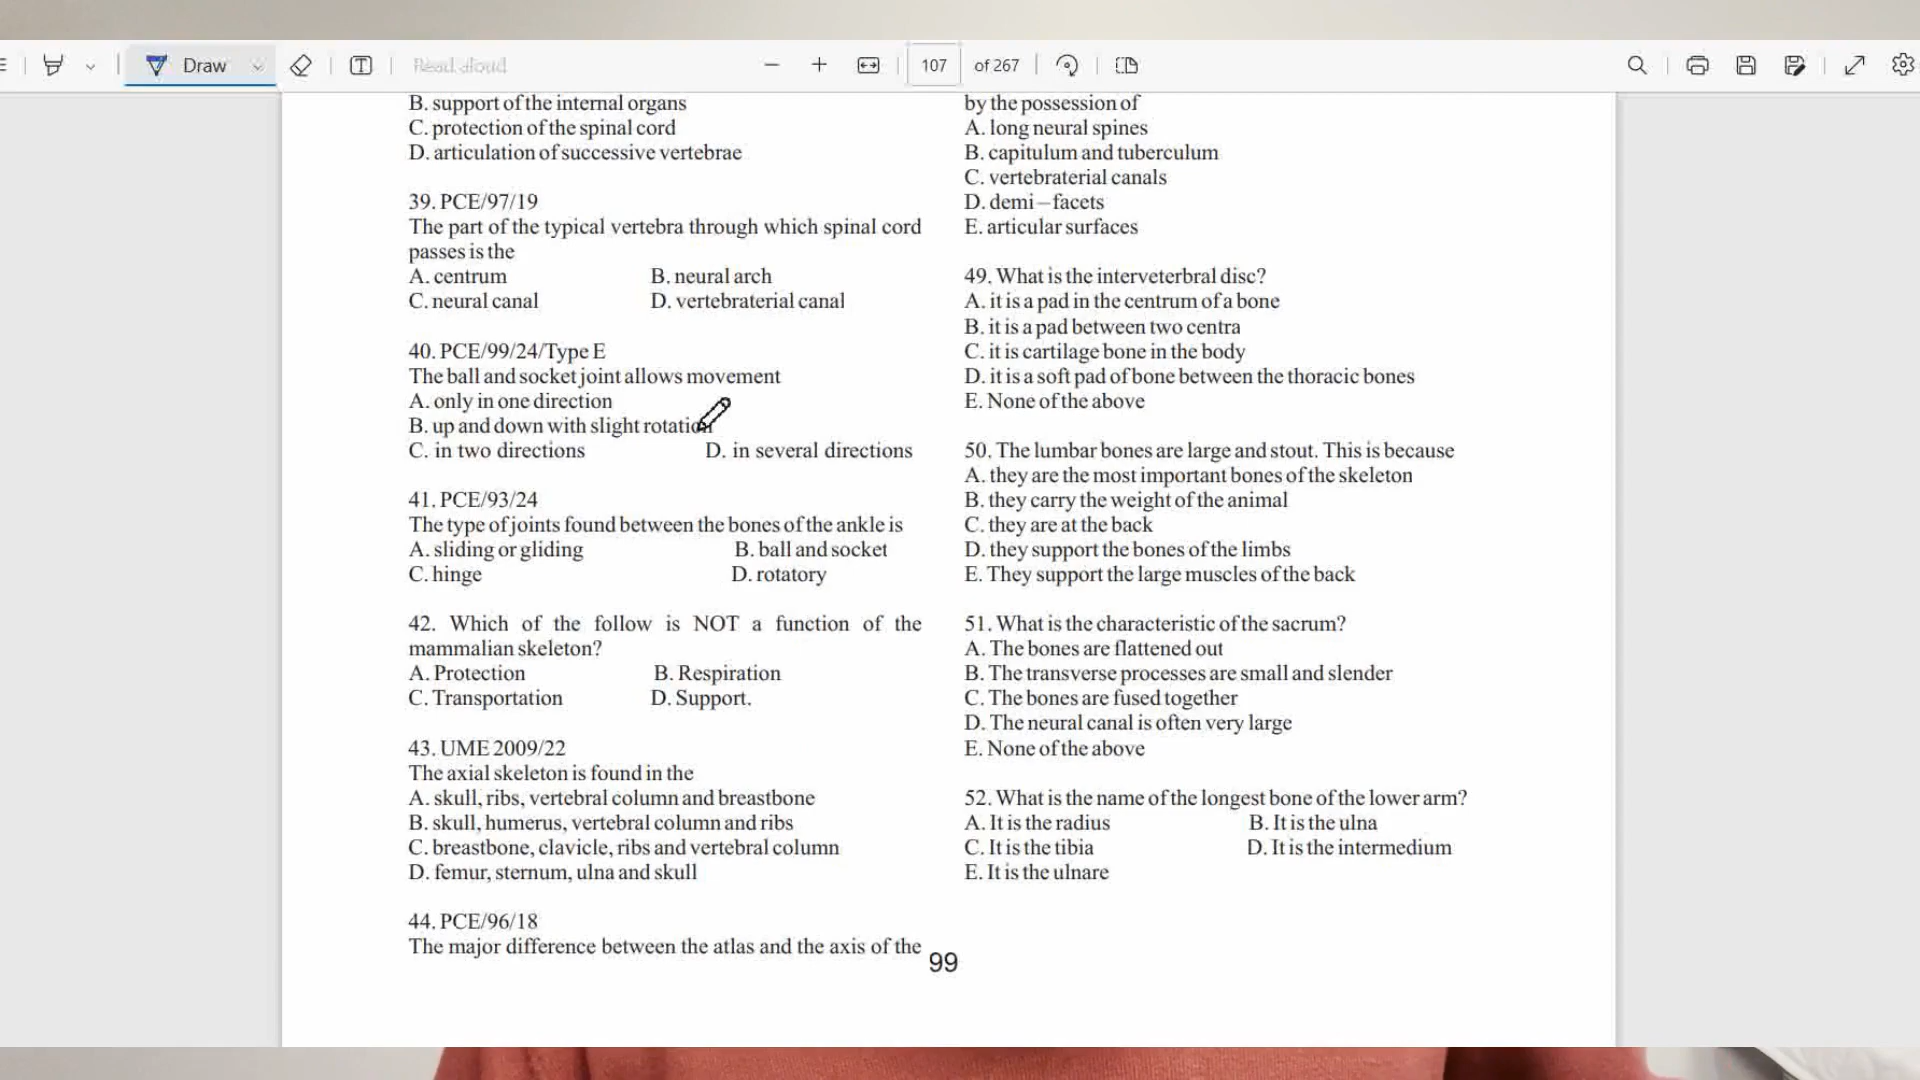 Draw
Read aloud
107 of 267
B. support of the internal organs
C. protection of the spinal cord
D. articulation of successive vertebrae
39. PCE/97/19
The part of the typical vertebra through which spinal cord
passes is the
A. centrum B. neural arch
C. neural canal D. vertebraterial canal
40. PCE/99/24/Type E
The ball and socket joint allows movement
A. only in one direction
B. up and down with slight rotation
C. in two directions D. in several directions
41. PCE/93/24
The type of joints found between the bones of the ankle is
A. sliding or gliding B. ball and socket
C. hinge D. rotatory
42. Which of the follow is NOT a function of the
mammalian skeleton?
A. Protection B. Respiration
C. Transportation D. Support.
43. UME 2009/22
The axial skeleton is found in the
A. skull, ribs, vertebral column and breastbone
B. skull, humerus, vertebral column and ribs
C. breastbone, clavicle, ribs and vertebral column
D. femur, sternum, ulna and skull
44. PCE/96/18
The major difference between the atlas and the axis of the
by the possession of
A. long neural spines
B. capitulum and tuberculum
C. vertebraterial canals
D. demi – facets
E. articular surfaces
49. What is the interveterbral disc?
A. it is a pad in the centrum of a bone
B. it is a pad between two centra
C. it is cartilage bone in the body
D. it is a soft pad of bone between the thoracic bones
E. None of the above
50. The lumbar bones are large and stout. This is because
A. they are the most important bones of the skeleton
B. they carry the weight of the animal
C. they are at the back
D. they support the bones of the limbs
E. They support the large muscles of the back
51. What is the characteristic of the sacrum?
A. The bones are flattened out
B. The transverse processes are small and slender
C. The bones are fused together
D. The neural canal is often very large
E. None of the above
52. What is the name of the longest bone of the lower arm?
A. It is the radius B. It is the ulna
C. It is the tibia D. It is the intermedium
E. It is the ulnare
99